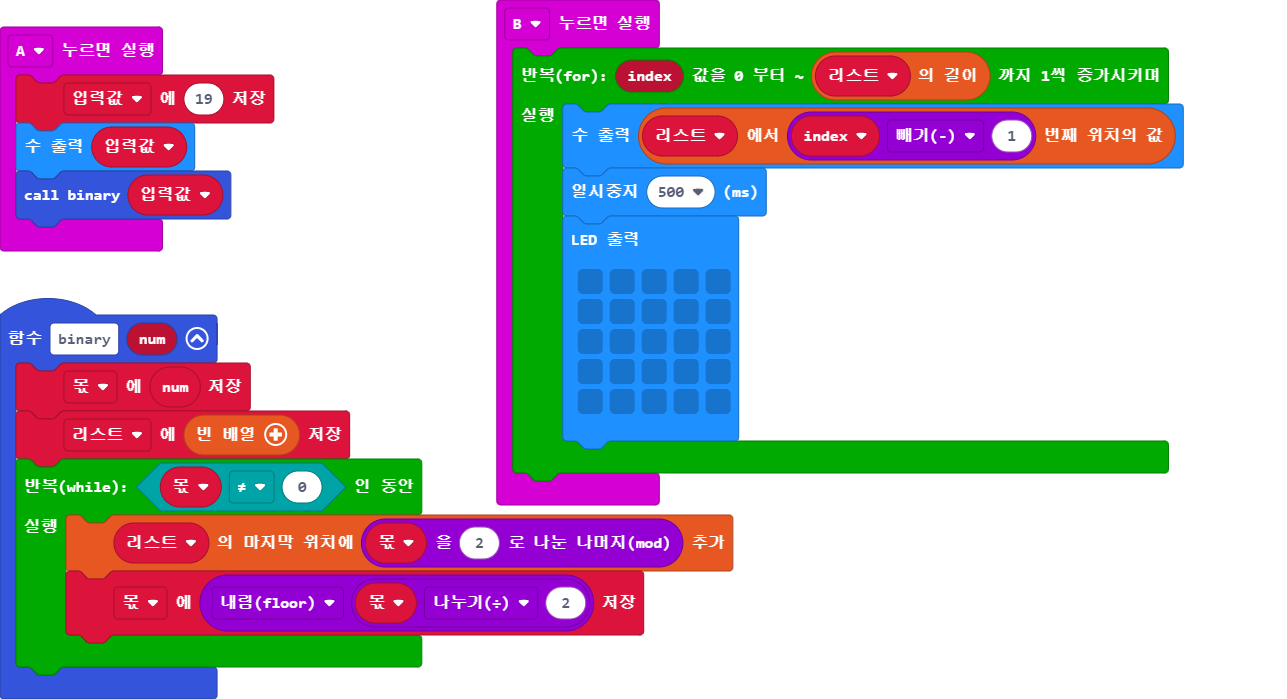 A 누르면 실행
입력값 에 19 저장
수 출력 입력값
call binary 입력값
함수 binary num
몫 에 num 저장
리스트 에 빈 배열 저장
반복(while): 몫 ≠ 0 인 동안
실행
리스트 의 마지막 위치에 몫 을 2 로 나눈 나머지(mod) 추가
몫 에 내림(floor) 몫 나누기(÷) 2 저장
B 누르면 실행
반복(for): index 값을 0 부터 ~ 리스트 의 길이 까지 1씩 증가시키며
실행
수 출력 리스트 에서 index 빼기(-) 1 번째 위치의 값
일시중지 500 (ms)
LED 출력